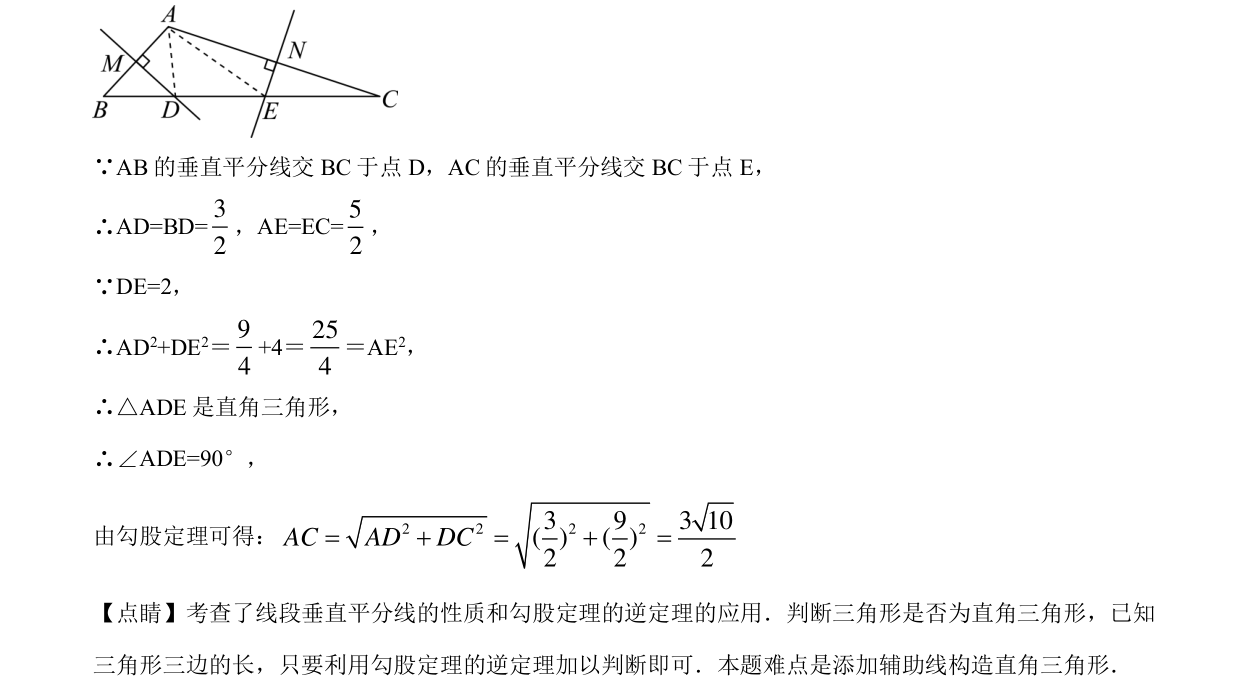 A
M
N
B
D
E
C
∵AB 的垂直平分线交 BC 于点 D，AC 的垂直平分线交 BC 于点 E，
∴AD=BD=3/2，AE=EC=5/2，
∵DE=2，
∴AD²+DE²＝9/4+4＝25/4＝AE²，
∴△ADE 是直角三角形，
∴∠ADE=90°，
由勾股定理可得：AC=√(AD²+DC²)=√((3/2)²+(9/2)²)=3√10/2
【点睛】考查了线段垂直平分线的性质和勾股定理的逆定理的应用．判断三角形是否为直角三角形，已知
三角形三边的长，只要利用勾股定理的逆定理加以判断即可．本题难点是添加辅助线构造直角三角形．